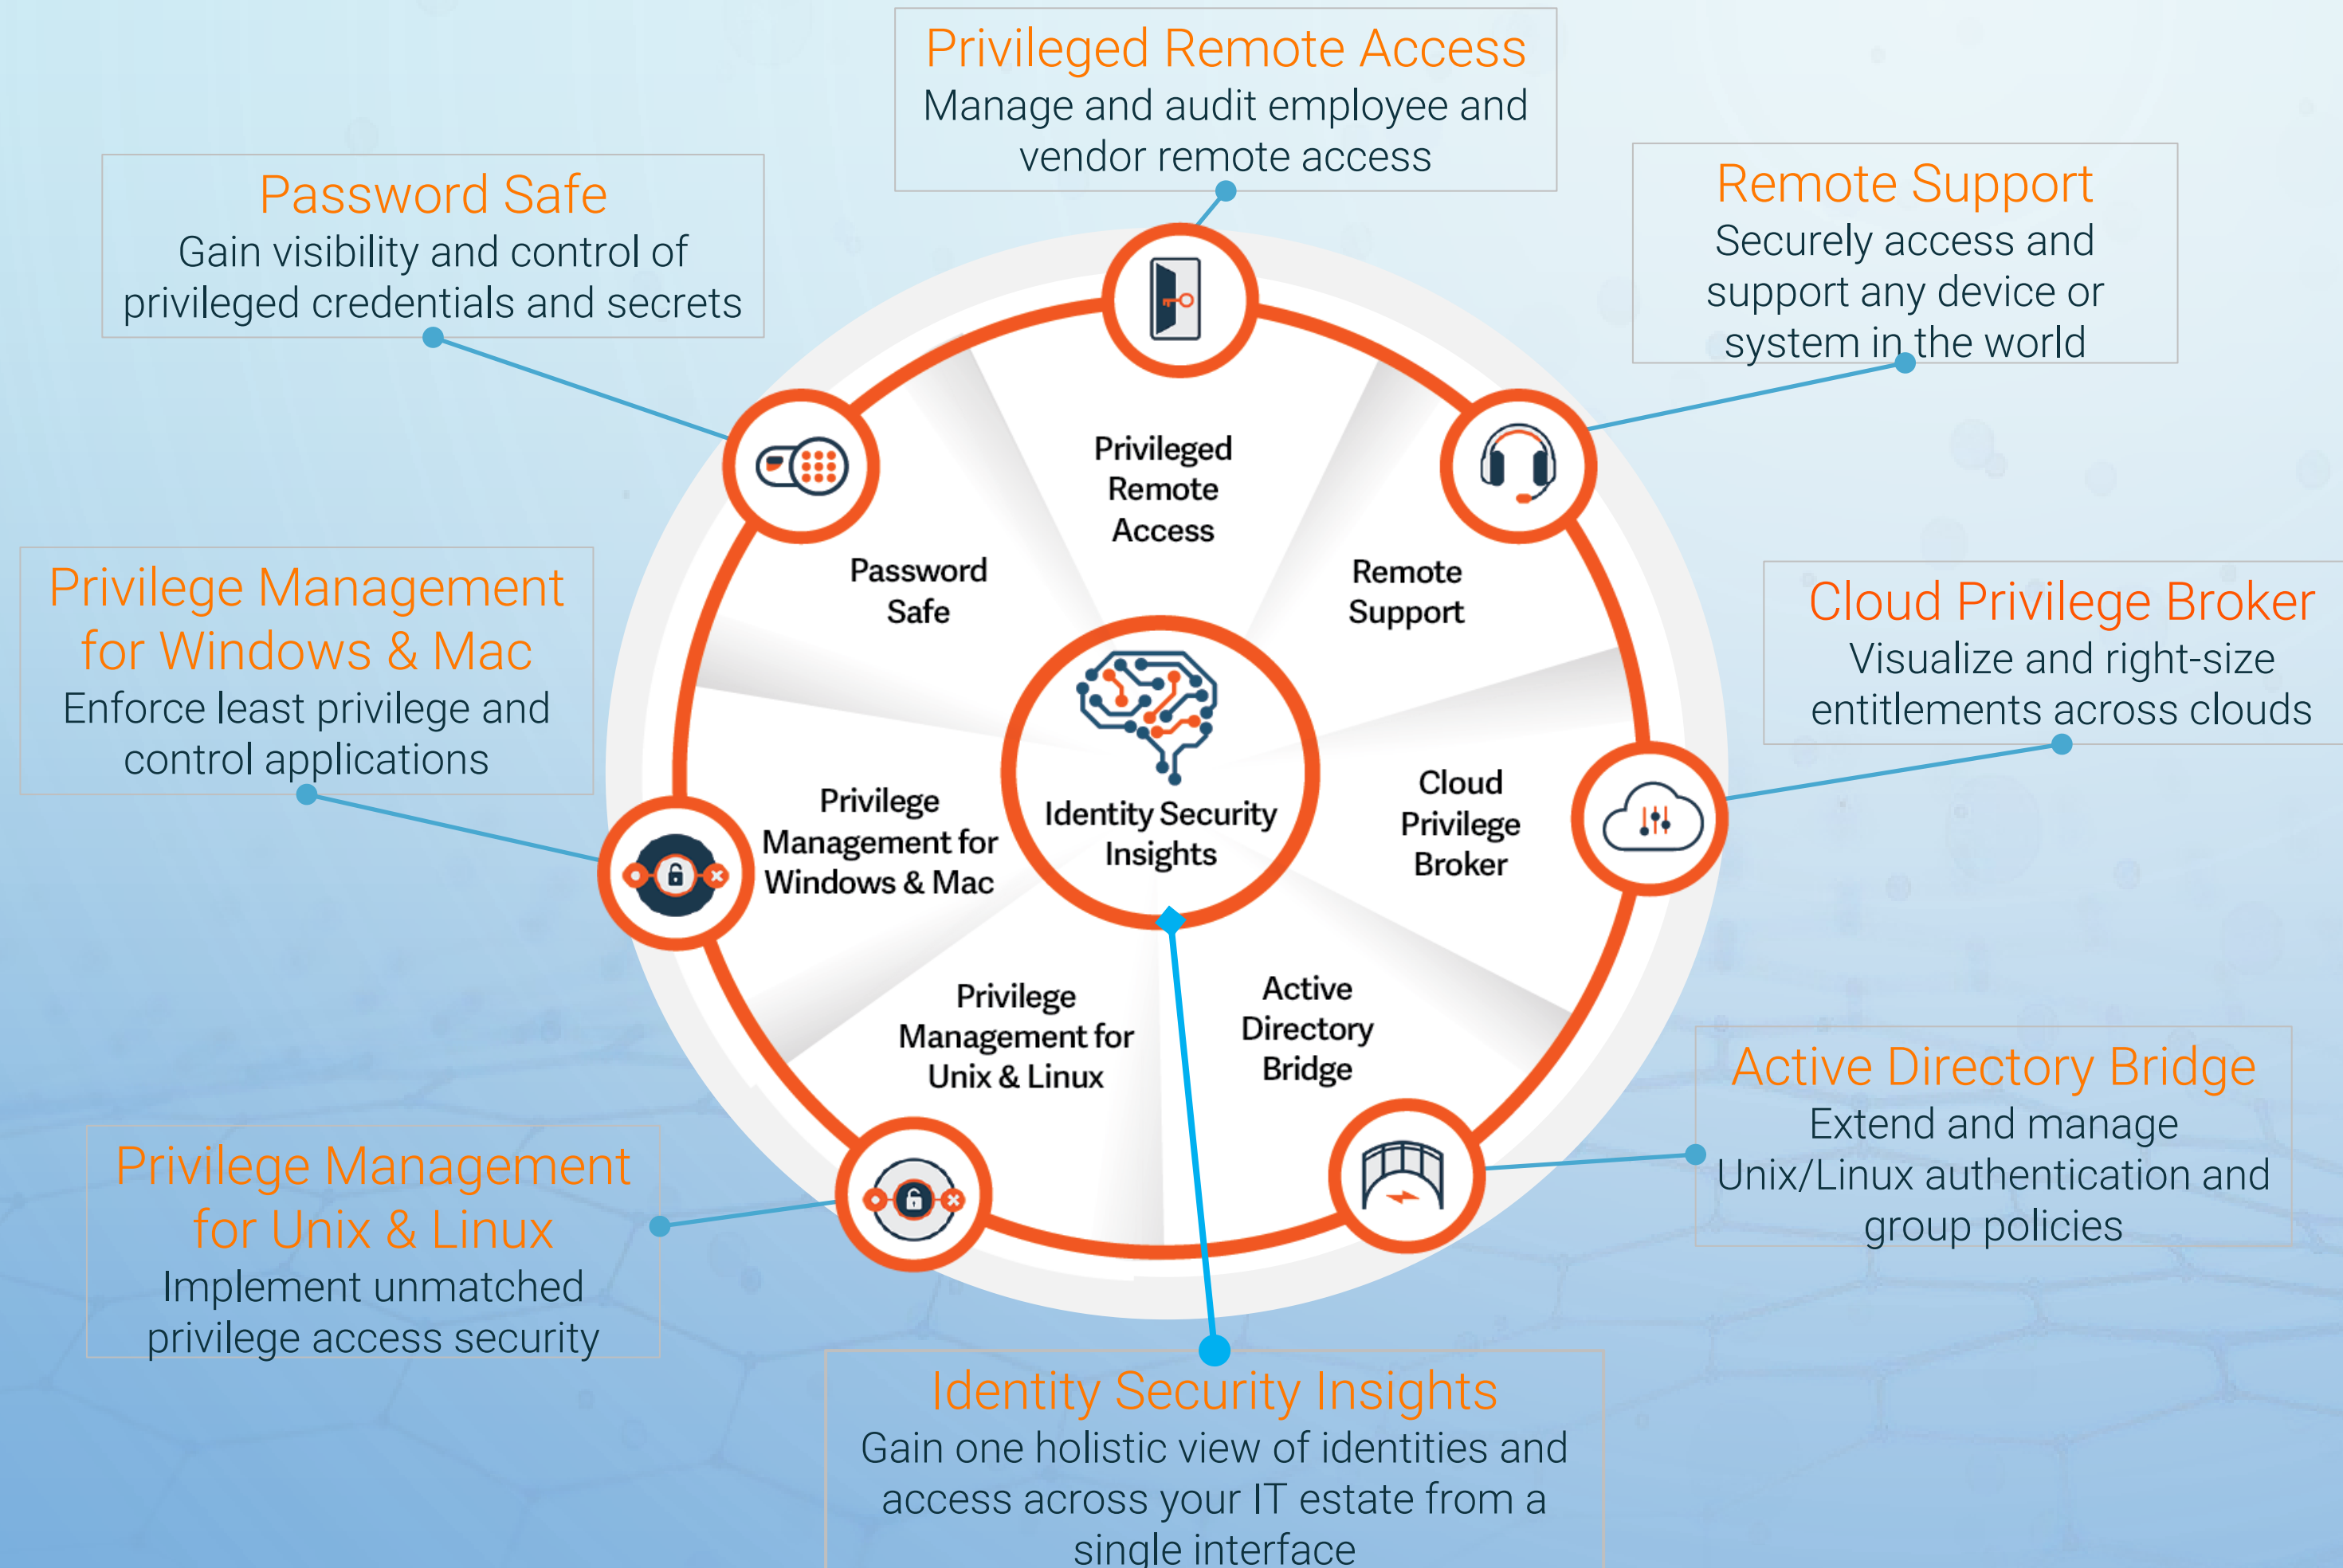 Privileged Remote Access
Manage and audit employee and
vendor remote access
Password Safe
Gain visibility and control of
privileged credentials and secrets
Remote Support
Securely access and
support any device or
system in the world
Privilege Management
for Windows & Mac
Enforce least privilege and
control applications
Cloud Privilege Broker
Visualize and right-size
entitlements across clouds
Privileged
Remote
Access
Password
Safe
Remote
Support
Privilege
Management for
Windows & Mac
Identity Security
Insights
Cloud
Privilege
Broker
Privilege
Management for
Unix & Linux
Active
Directory
Bridge
Privilege Management
for Unix & Linux
Implement unmatched
privilege access security
Active Directory Bridge
Extend and manage
Unix/Linux authentication and
group policies
Identity Security Insights
Gain one holistic view of identities and
access across your IT estate from a
single interface